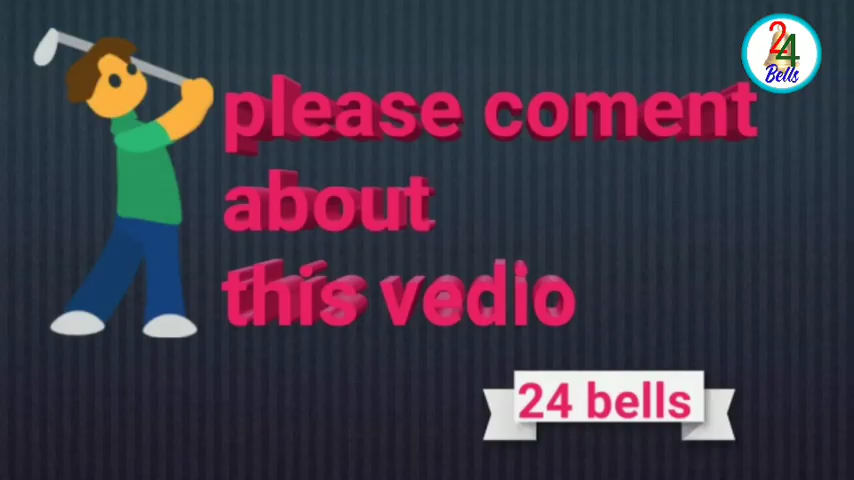 24
Bells
please coment
about
this vedio
24 bells